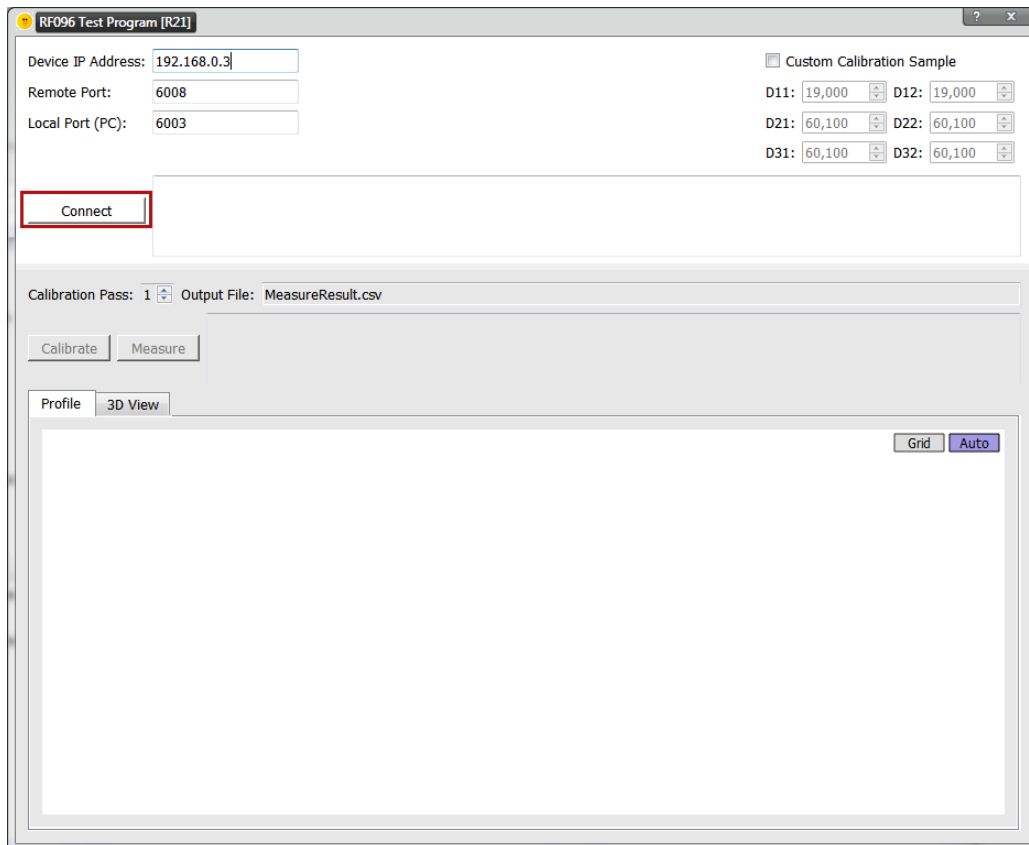 RF096 Test Program [R21]
? x
Device IP Address: 192.168.0.3
Custom Calibration Sample
Remote Port: 6008
D11: 19,000 D12: 19,000
Local Port (PC): 6003
D21: 60,100 D22: 60,100
D31: 60,100 D32: 60,100
Connect
Calibration Pass: 1 Output File: MeasureResult.csv
Calibrate Measure
Profile 3D View
Grid Auto